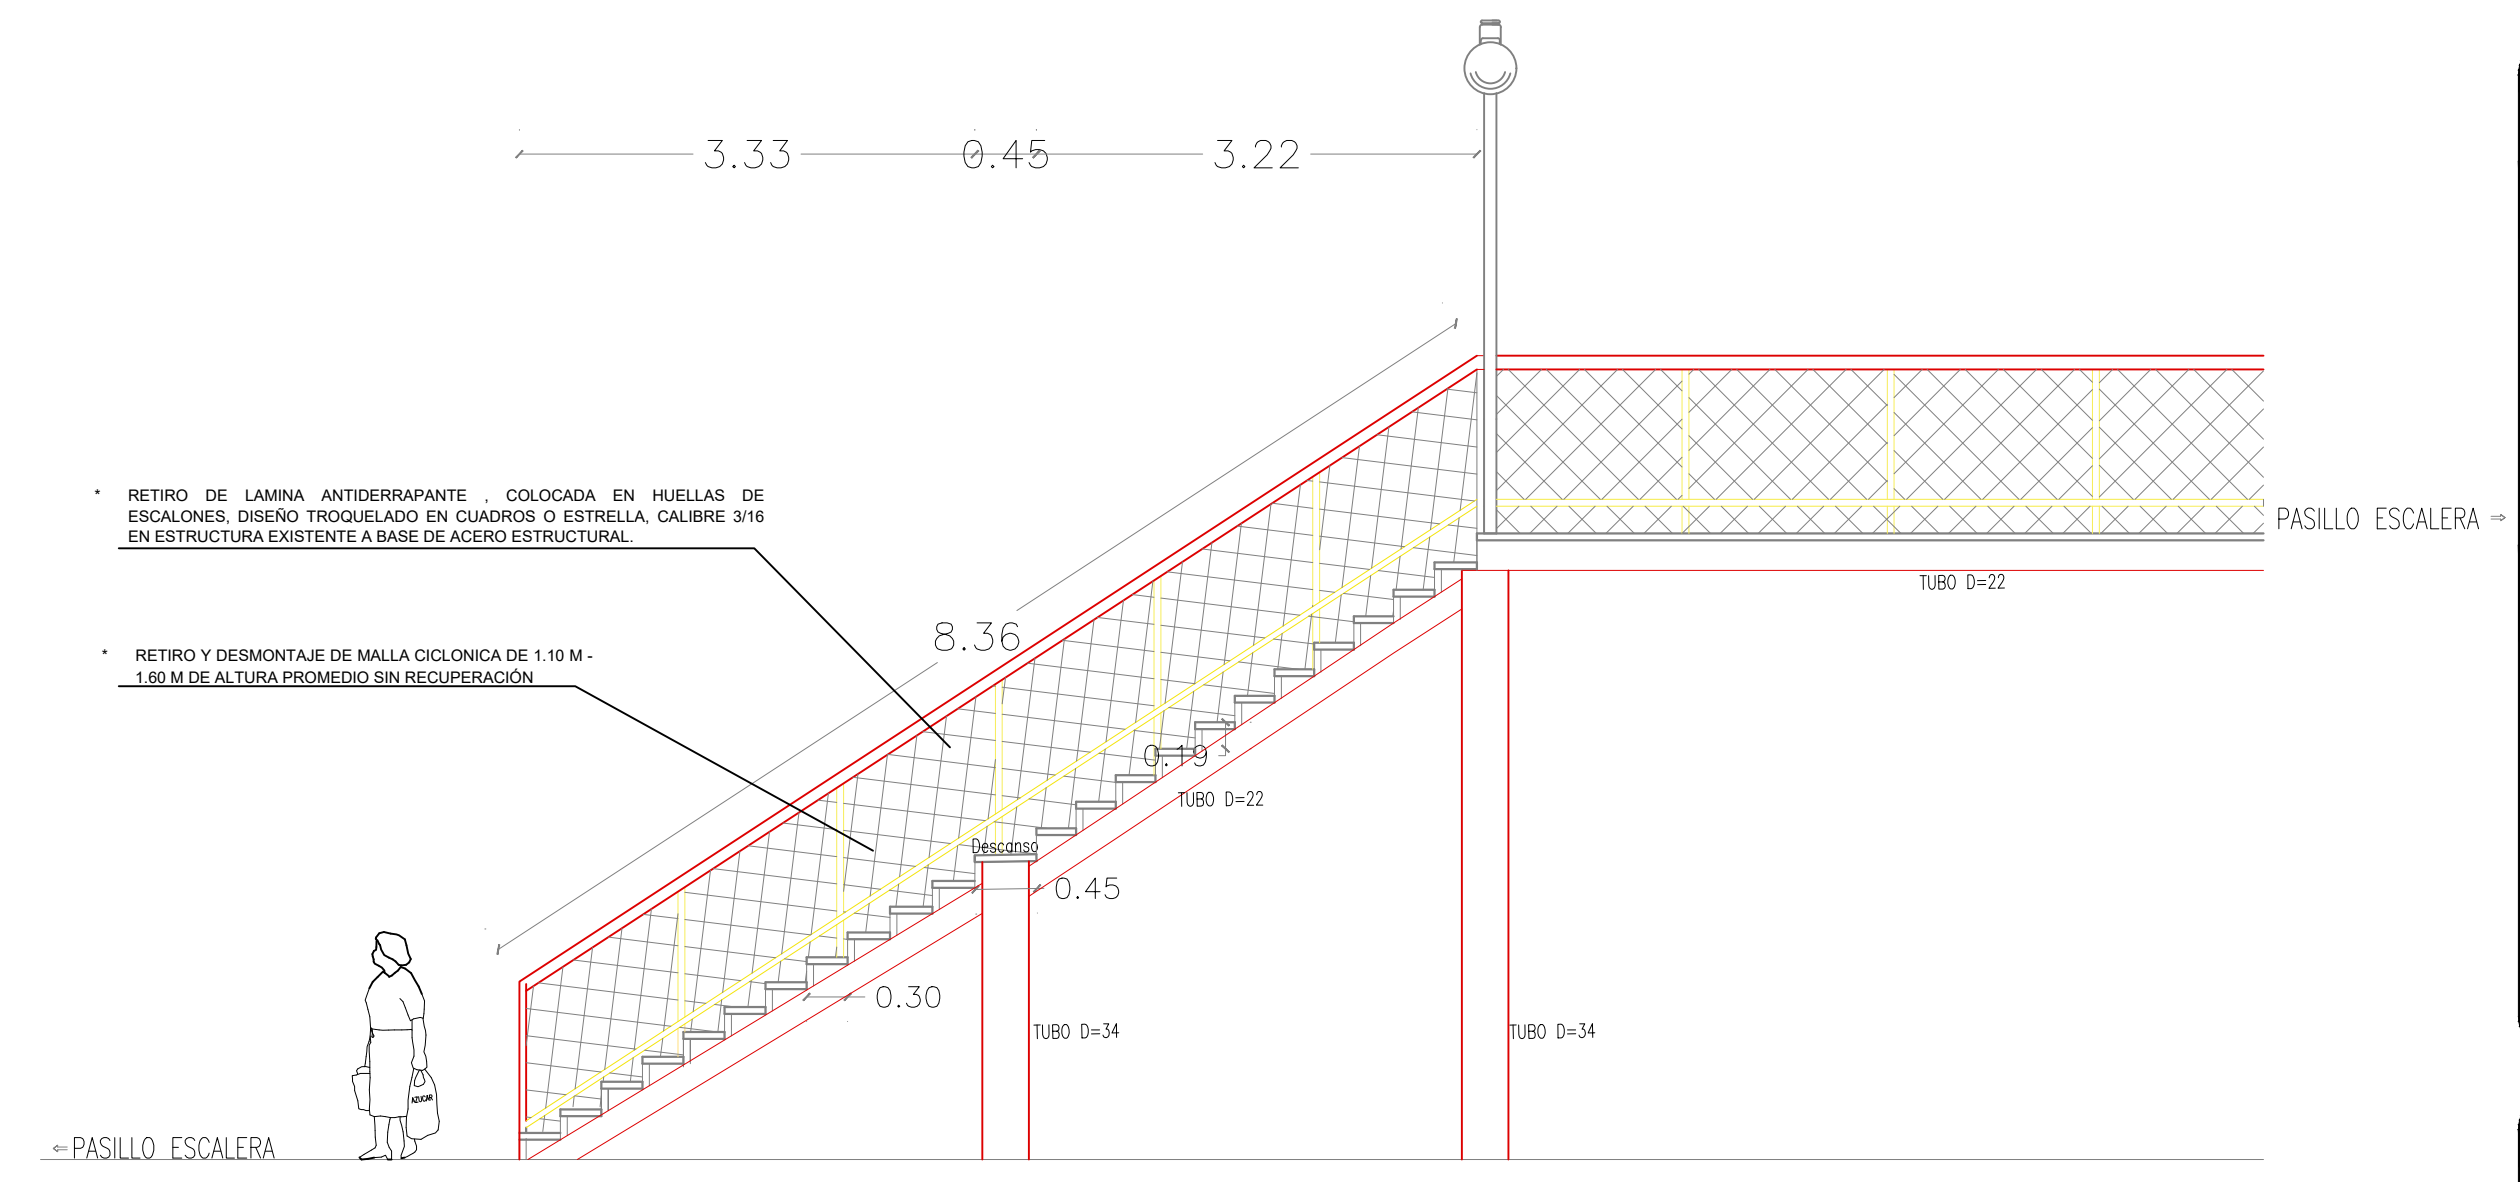 3.33
0.45
3.22
* RETIRO DE LAMINA ANTIDERRAPANTE , COLOCADA EN HUELLAS DE
ESCALONES, DISEÑO TROQUELADO EN CUADROS O ESTRELLA, CALIBRE 3/16
EN ESTRUCTURA EXISTENTE A BASE DE ACERO ESTRUCTURAL.
PASILLO ESCALERA ⇒
TUBO D=22
8.36
* RETIRO Y DESMONTAJE DE MALLA CICLONICA DE 1.10 M -
1.60 M DE ALTURA PROMEDIO SIN RECUPERACIÓN
0.19
TUBO D=22
Descanso
0.45
0.30
TUBO D=34
TUBO D=34
AZUCAR
⇐ PASILLO ESCALERA